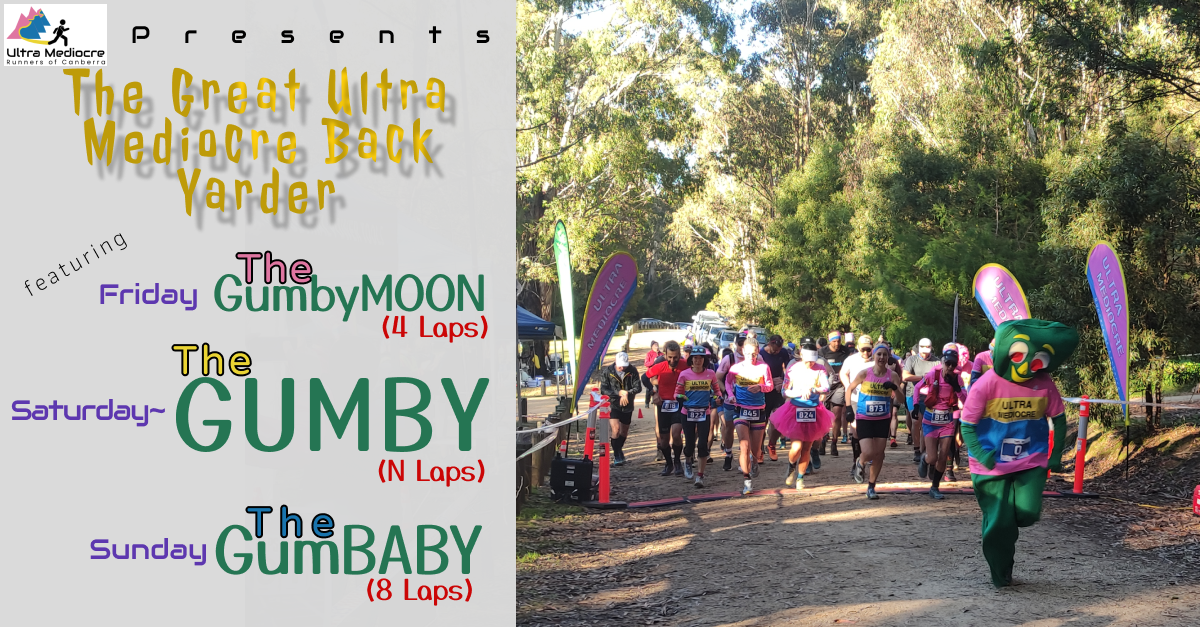 Ultra Mediocre
Runners of Canberra
Presents
The Great Ultra
Mediocre Back
Yarder
featuring
Friday The GumbyMOON
(4 Laps)
Saturday~ The GUMBY
(N Laps)
Sunday The GumBABY
(8 Laps)
ULTRA
MEDIOCRE
ULTRA
ULTRA
MEDIOCRE
ULTRA
MEDIOCRE
0
ULTRA
845
824
873
854